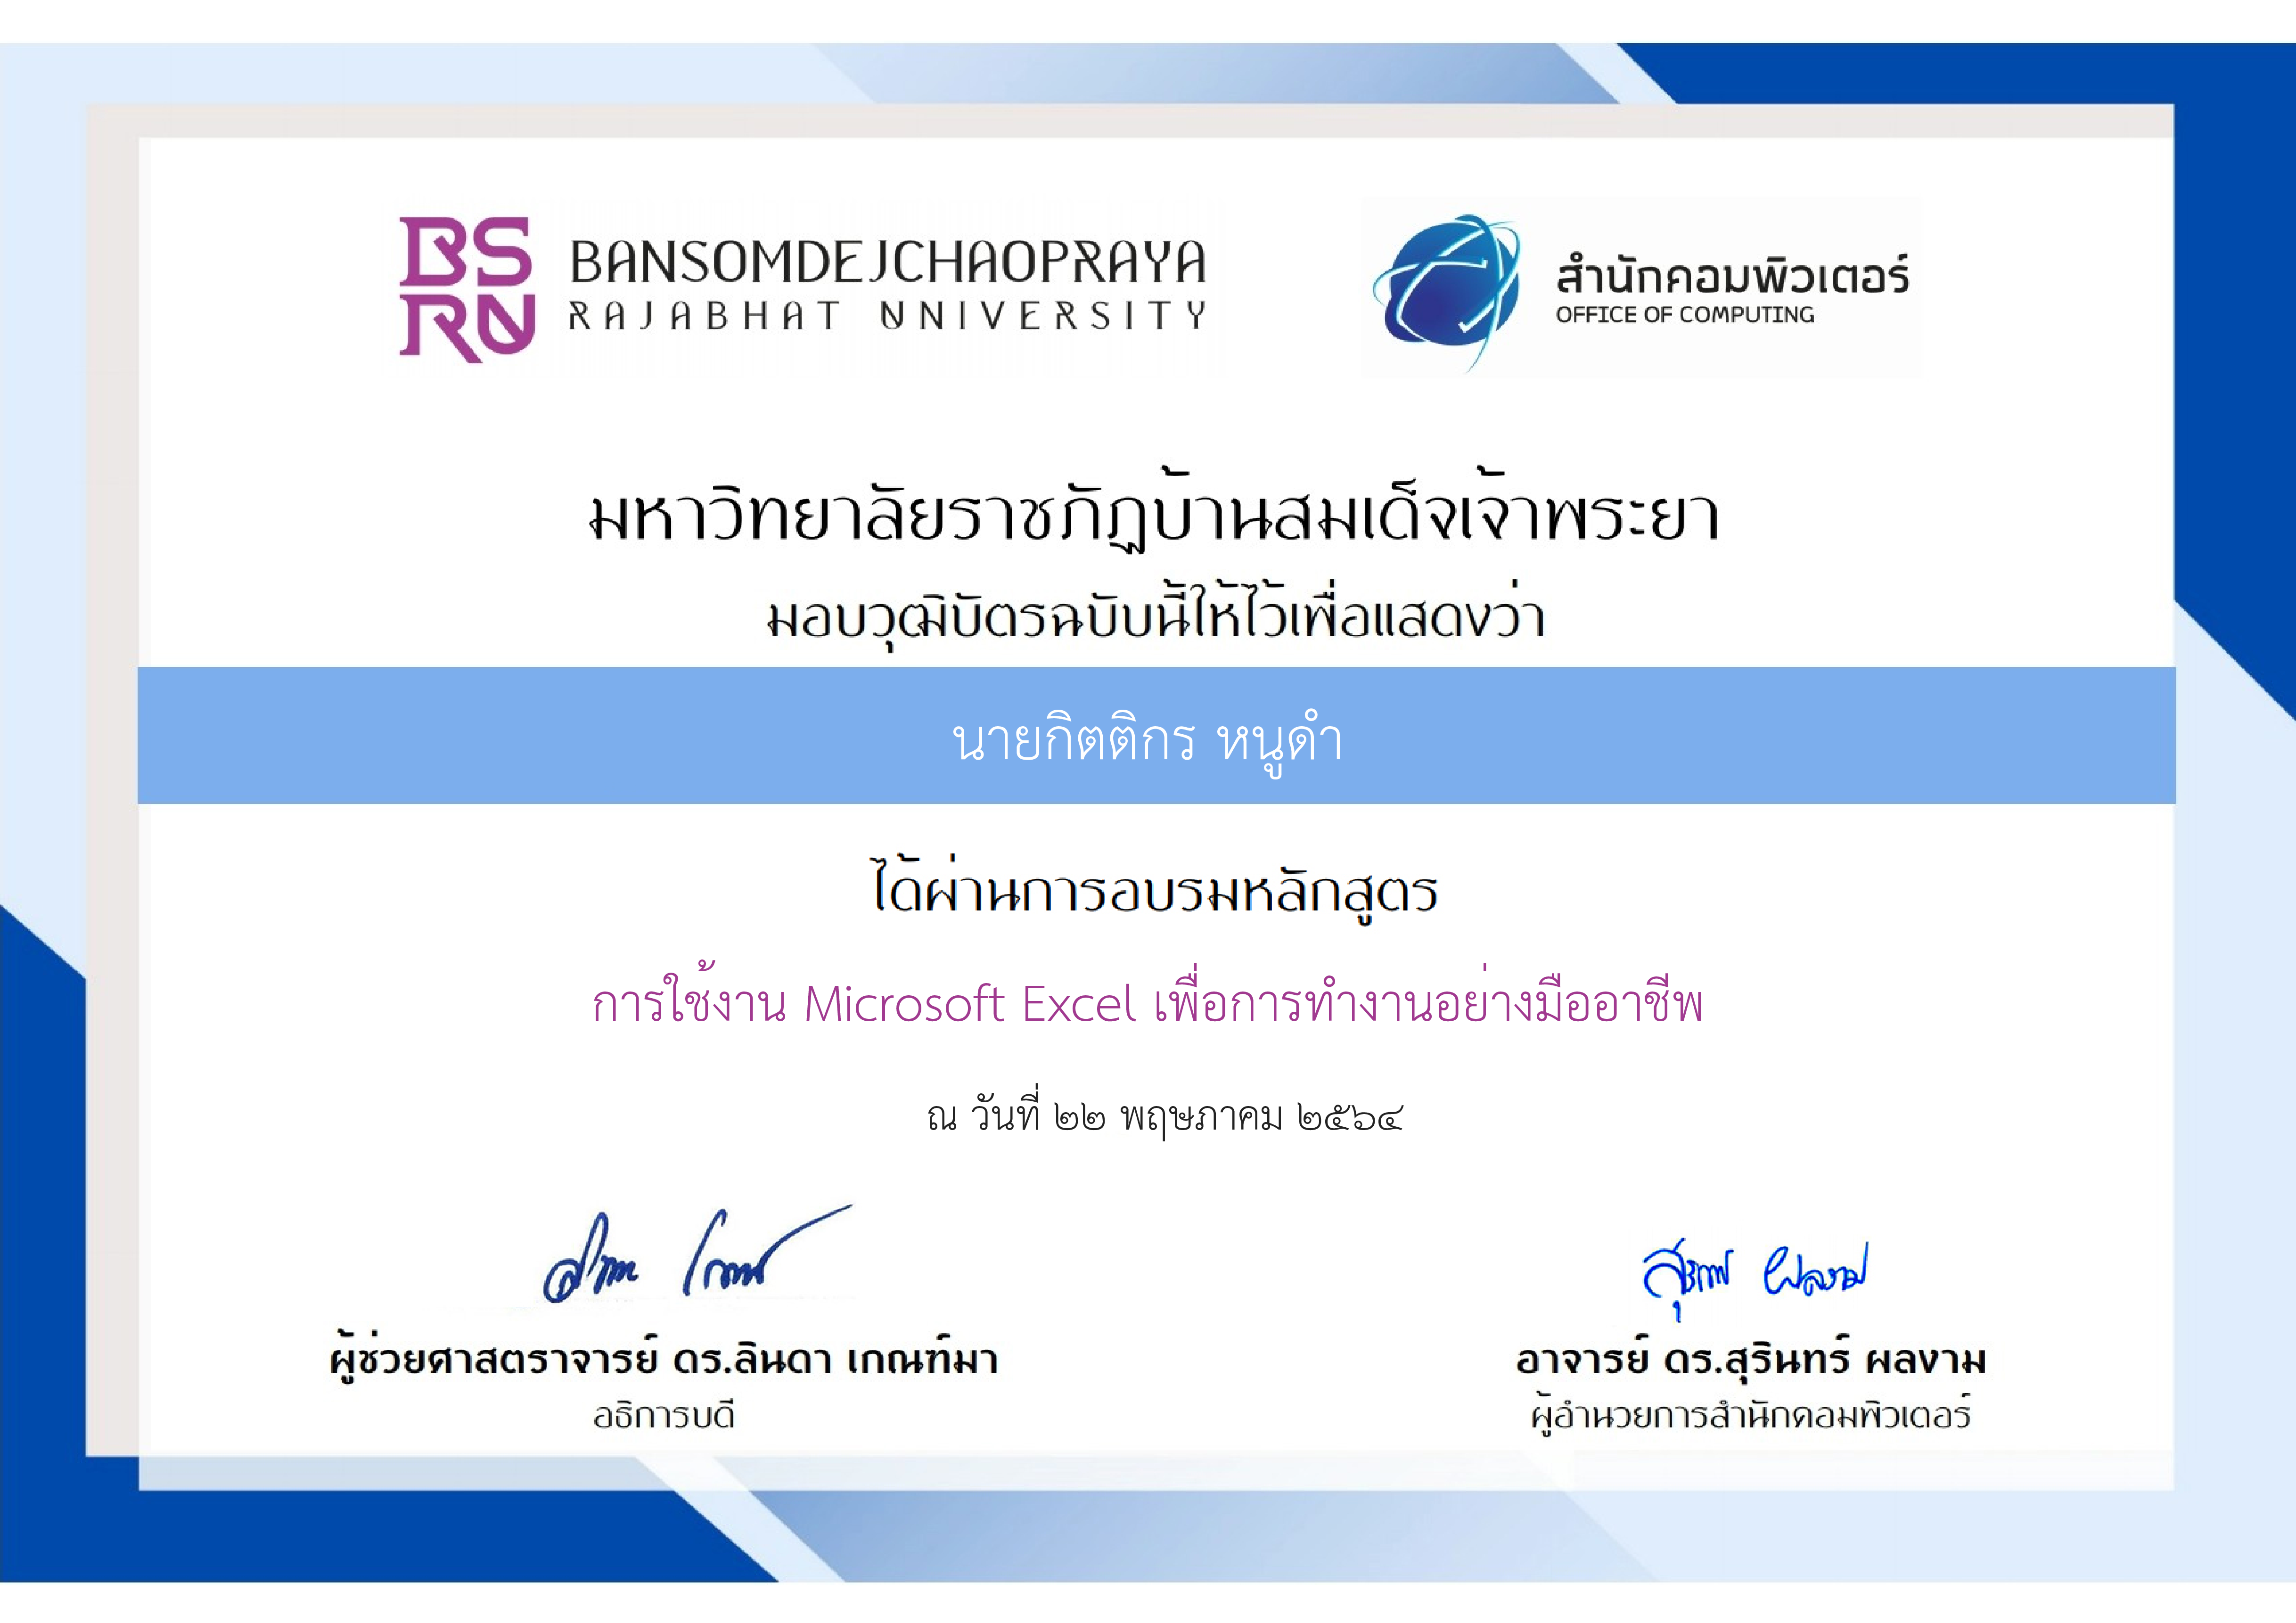 BS
RU
BANSOMDEJCHAOPRAYA
RAJABHAT UNIVERSITY
สำนักคอมพิวเตอร์
OFFICE OF COMPUTING
มหาวิทยาลัยราชภัฏบ้านสมเด็จเจ้าพระยา
มอบวุฒิบัตรฉบับนี้ให้ไว้เพื่อแสดงว่า
นายกิตติกร หนูดำ
ได้ผ่านการอบรมหลักสูตร
การใช้งาน Microsoft Excel เพื่อการทำงานอย่างมืออาชีพ
ณ วันที่ ๒๒ พฤษภาคม ๒๕๖๔
ผู้ช่วยศาสตราจารย์ ดร.ลินดา เกณฑ์มา
อธิการบดี
อาจารย์ ดร.สุรินทร์ ผลงาม
ผู้อำนวยการสำนักคอมพิวเตอร์